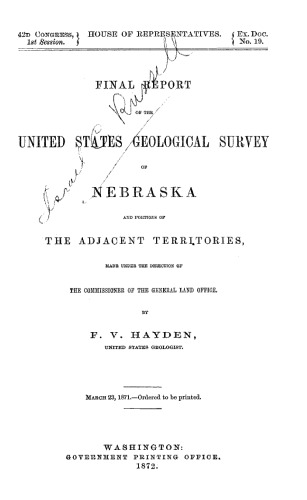 42D CONGRESS, } HOUSE OF REPRESENTATIVES. { EX. DOC.
1st Session. } { No. 19.
FINAL REPORT
OF THE
UNITED STATES GEOLOGICAL SURVEY
OF
NEBRASKA
AND PORTIONS OF
THE ADJACENT TERRITORIES,
MADE UNDER THE DIRECTION OF
THE COMMISSIONER OF THE GENERAL LAND OFFICE.
BY
F. V. HAYDEN,
UNITED STATES GEOLOGIST.
MARCH 23, 1871.—Ordered to be printed.
WASHINGTON:
GOVERNMENT PRINTING OFFICE.
1872.
Israel C Russell